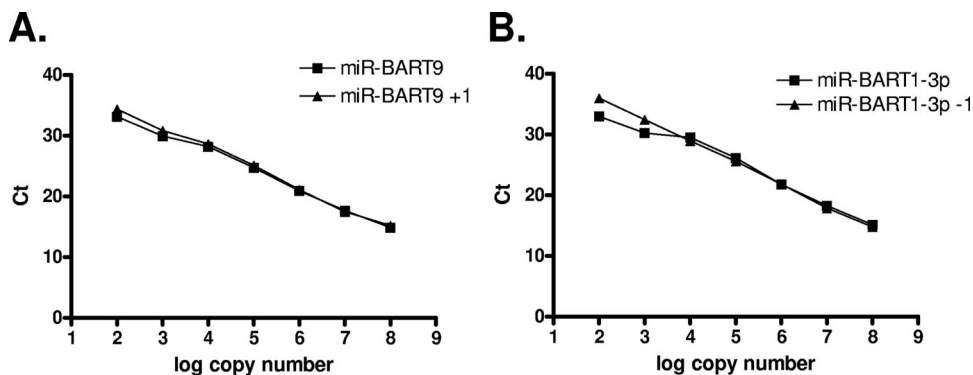 A.
miR-BART9
miR-BART9 +1
40
30
20
10
0
Ct
1 2 3 4 5 6 7 8 9
log copy number
B.
miR-BART1-3p
miR-BART1-3p -1
40
30
20
10
0
Ct
1 2 3 4 5 6 7 8 9
log copy number